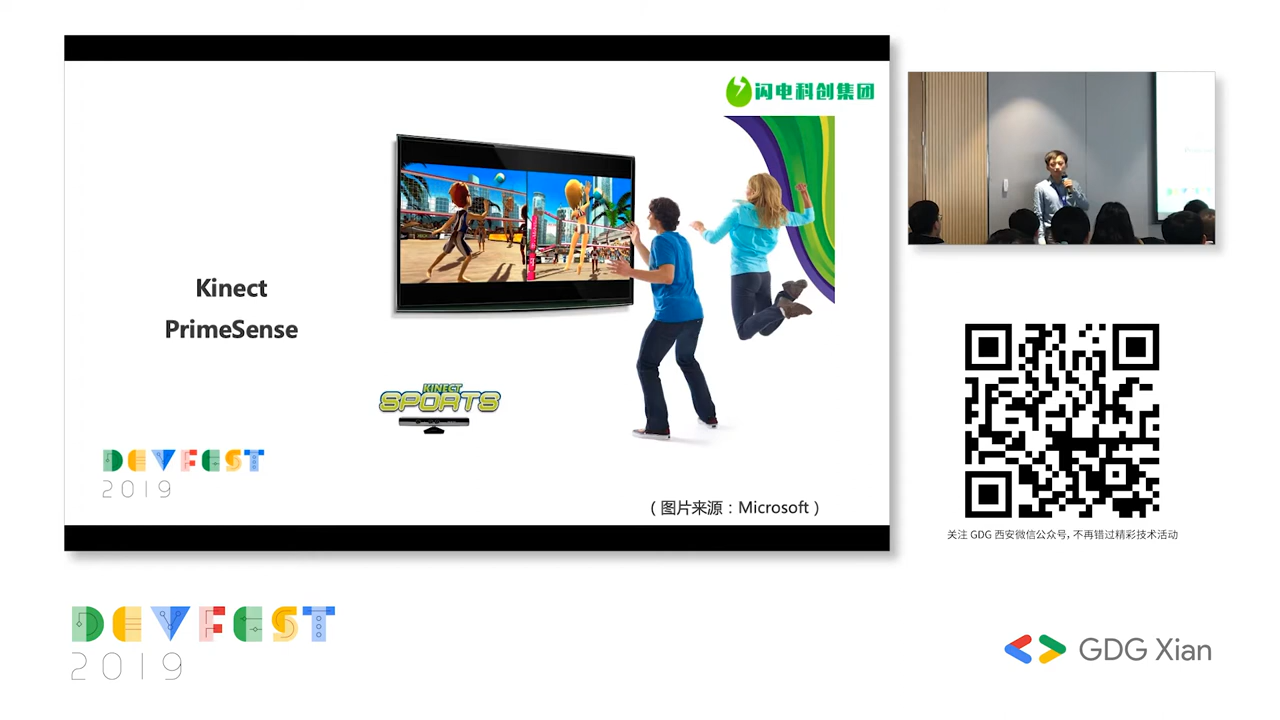 闪电科创集团
Kinect
PrimeSense
KINECT
SPORTS
DEVFEST
2019
（图片来源：Microsoft）
关注 GDG 西安微信公众号, 不再错过精彩技术活动
DEVFEST
2019
GDG Xian